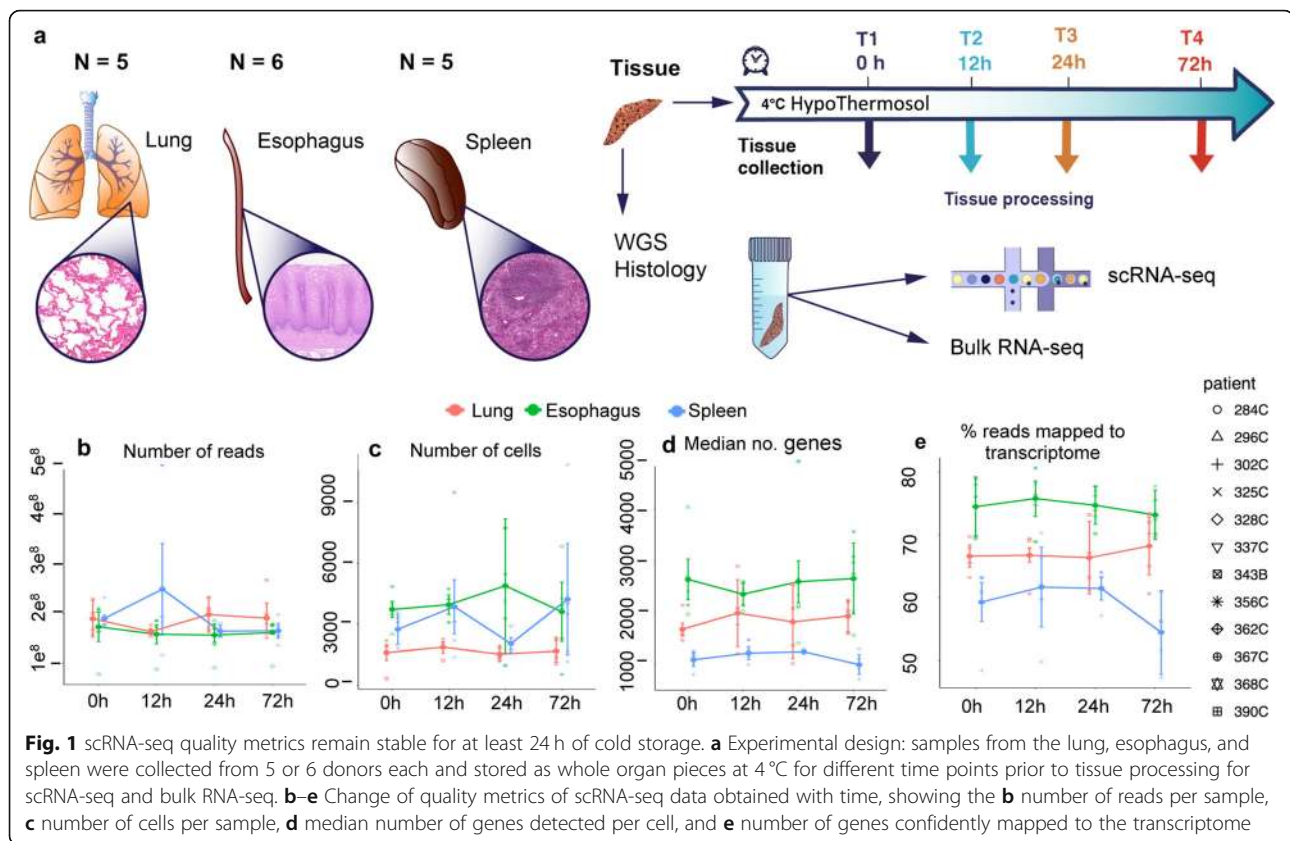 a
N = 5
N = 6
N = 5
Lung
Esophagus
Spleen
Tissue
T1
0 h
T2
12h
T3
24h
T4
72h
4°C HypoThermosol
Tissue
collection
Tissue processing
WGS
Histology
scRNA-seq
Bulk RNA-seq
Lung Esophagus Spleen
b Number of reads
5e⁸
4e⁸
3e⁸
2e⁸
1e⁸
0h 12h 24h 72h
c Number of cells
9000
6000
3000
0
0h 12h 24h 72h
d Median no. genes
5000
4000
3000
2000
1000
0h 12h 24h 72h
e % reads mapped to
transcriptome
80
70
60
50
0h 12h 24h 72h
patient
284C
296C
302C
325C
328C
337C
343B
356C
362C
367C
368C
390C
Fig. 1 scRNA-seq quality metrics remain stable for at least 24 h of cold storage. a Experimental design: samples from the lung, esophagus, and
spleen were collected from 5 or 6 donors each and stored as whole organ pieces at 4 °C for different time points prior to tissue processing for
scRNA-seq and bulk RNA-seq. b–e Change of quality metrics of scRNA-seq data obtained with time, showing the b number of reads per sample,
c number of cells per sample, d median number of genes detected per cell, and e number of genes confidently mapped to the transcriptome